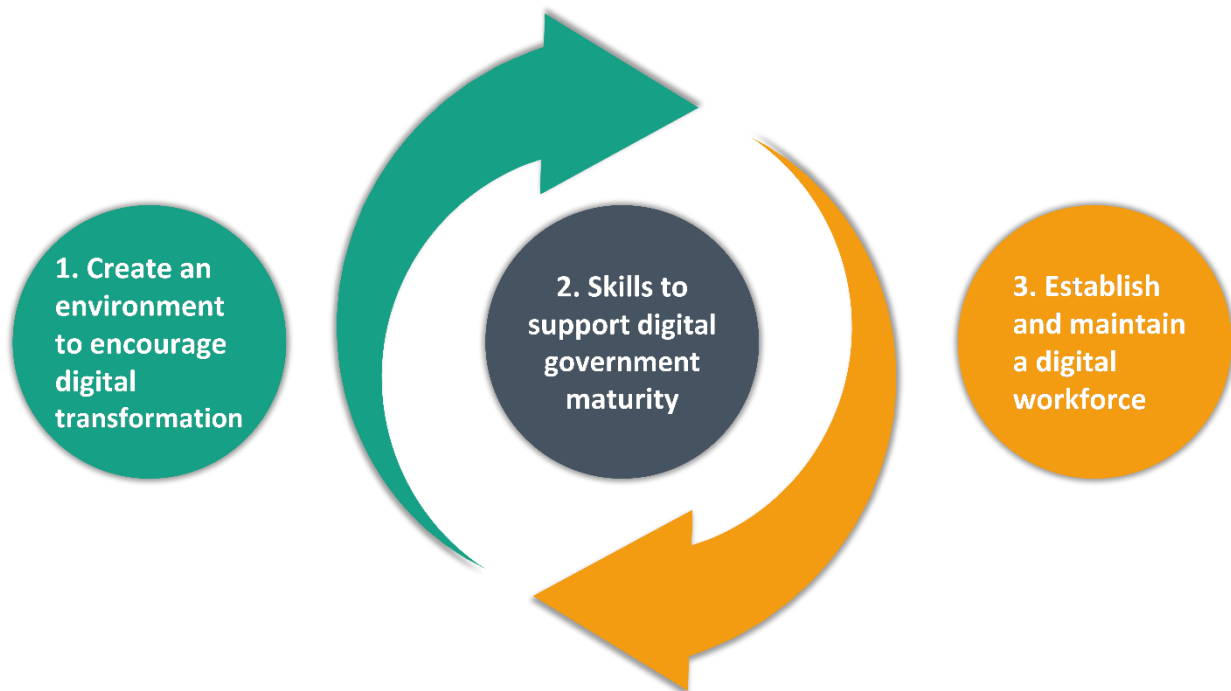 1. Create an
environment
to encourage
digital
transformation
2. Skills to
support digital
government
maturity
3. Establish
and maintain
a digital
workforce